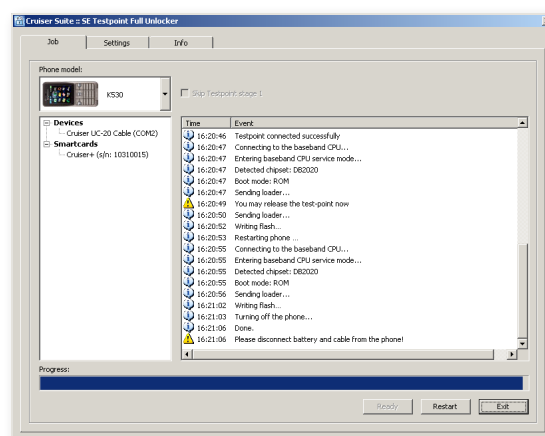 Cruiser Suite :: SE Testpoint Full Unlocker
Job Settings Info
Phone model:
K530
Skip Testpoint stage 1
Devices
Cruiser UC-20 Cable (COM2)
Smartcards
Cruiser+ (s/n: 10310015)
Time Event
16:20:46 Testpoint connected successfully
16:20:47 Connecting to the baseband CPU...
16:20:47 Entering baseband CPU service mode...
16:20:47 Detected chipset: DB2020
16:20:47 Boot mode: ROM
16:20:47 Sending loader...
16:20:49 You may release the test-point now
16:20:50 Sending loader...
16:20:52 Writing flash...
16:20:53 Restarting phone ...
16:20:55 Connecting to the baseband CPU...
16:20:55 Entering baseband CPU service mode...
16:20:55 Detected chipset: DB2020
16:20:55 Boot mode: ROM
16:20:56 Sending loader...
16:21:02 Writing flash...
16:21:03 Turning off the phone...
16:21:06 Done.
16:21:06 Please disconnect battery and cable from the phone!
Progress:
Ready Restart Exit